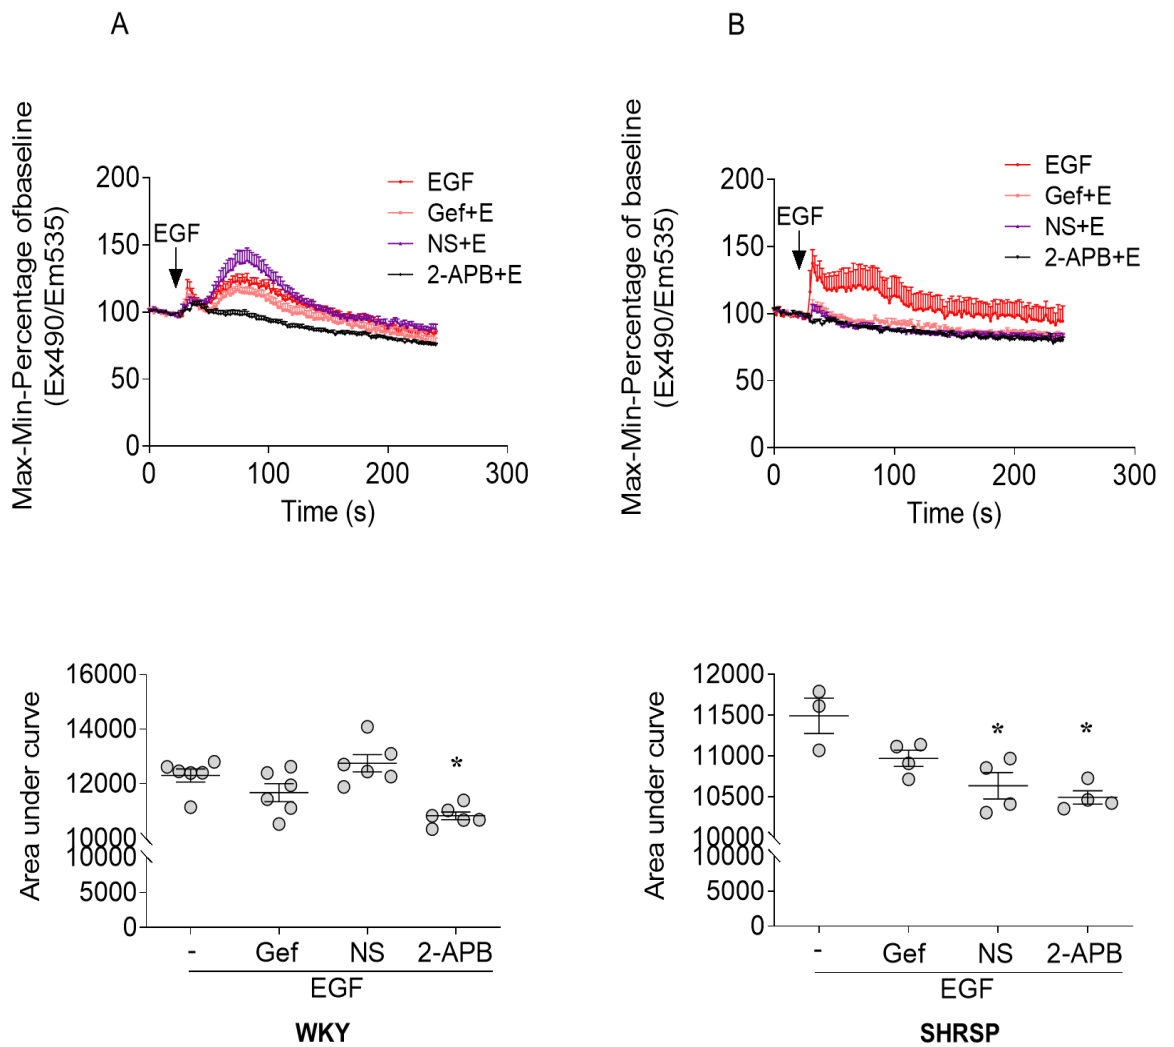 A
Max-Min-Percentage ofbaseline
(Ex490/Em535)
200
150
100
50
0
EGF
EGF
Gef+E
NS+E
2-APB+E
0 100 200 300
Time (s)
B
Max-Min-Percentage of baseline
(Ex490/Em535)
200
150
100
50
0
EGF
EGF
Gef+E
NS+E
2-APB+E
0 100 200 300
Time (s)
Area under curve
16000
14000
12000
10000
10000
5000
0
*
- Gef NS 2-APB
EGF
WKY
Area under curve
12000
11500
11000
10500
10000
10000
5000
0
* *
- Gef NS 2-APB
EGF
SHRSP